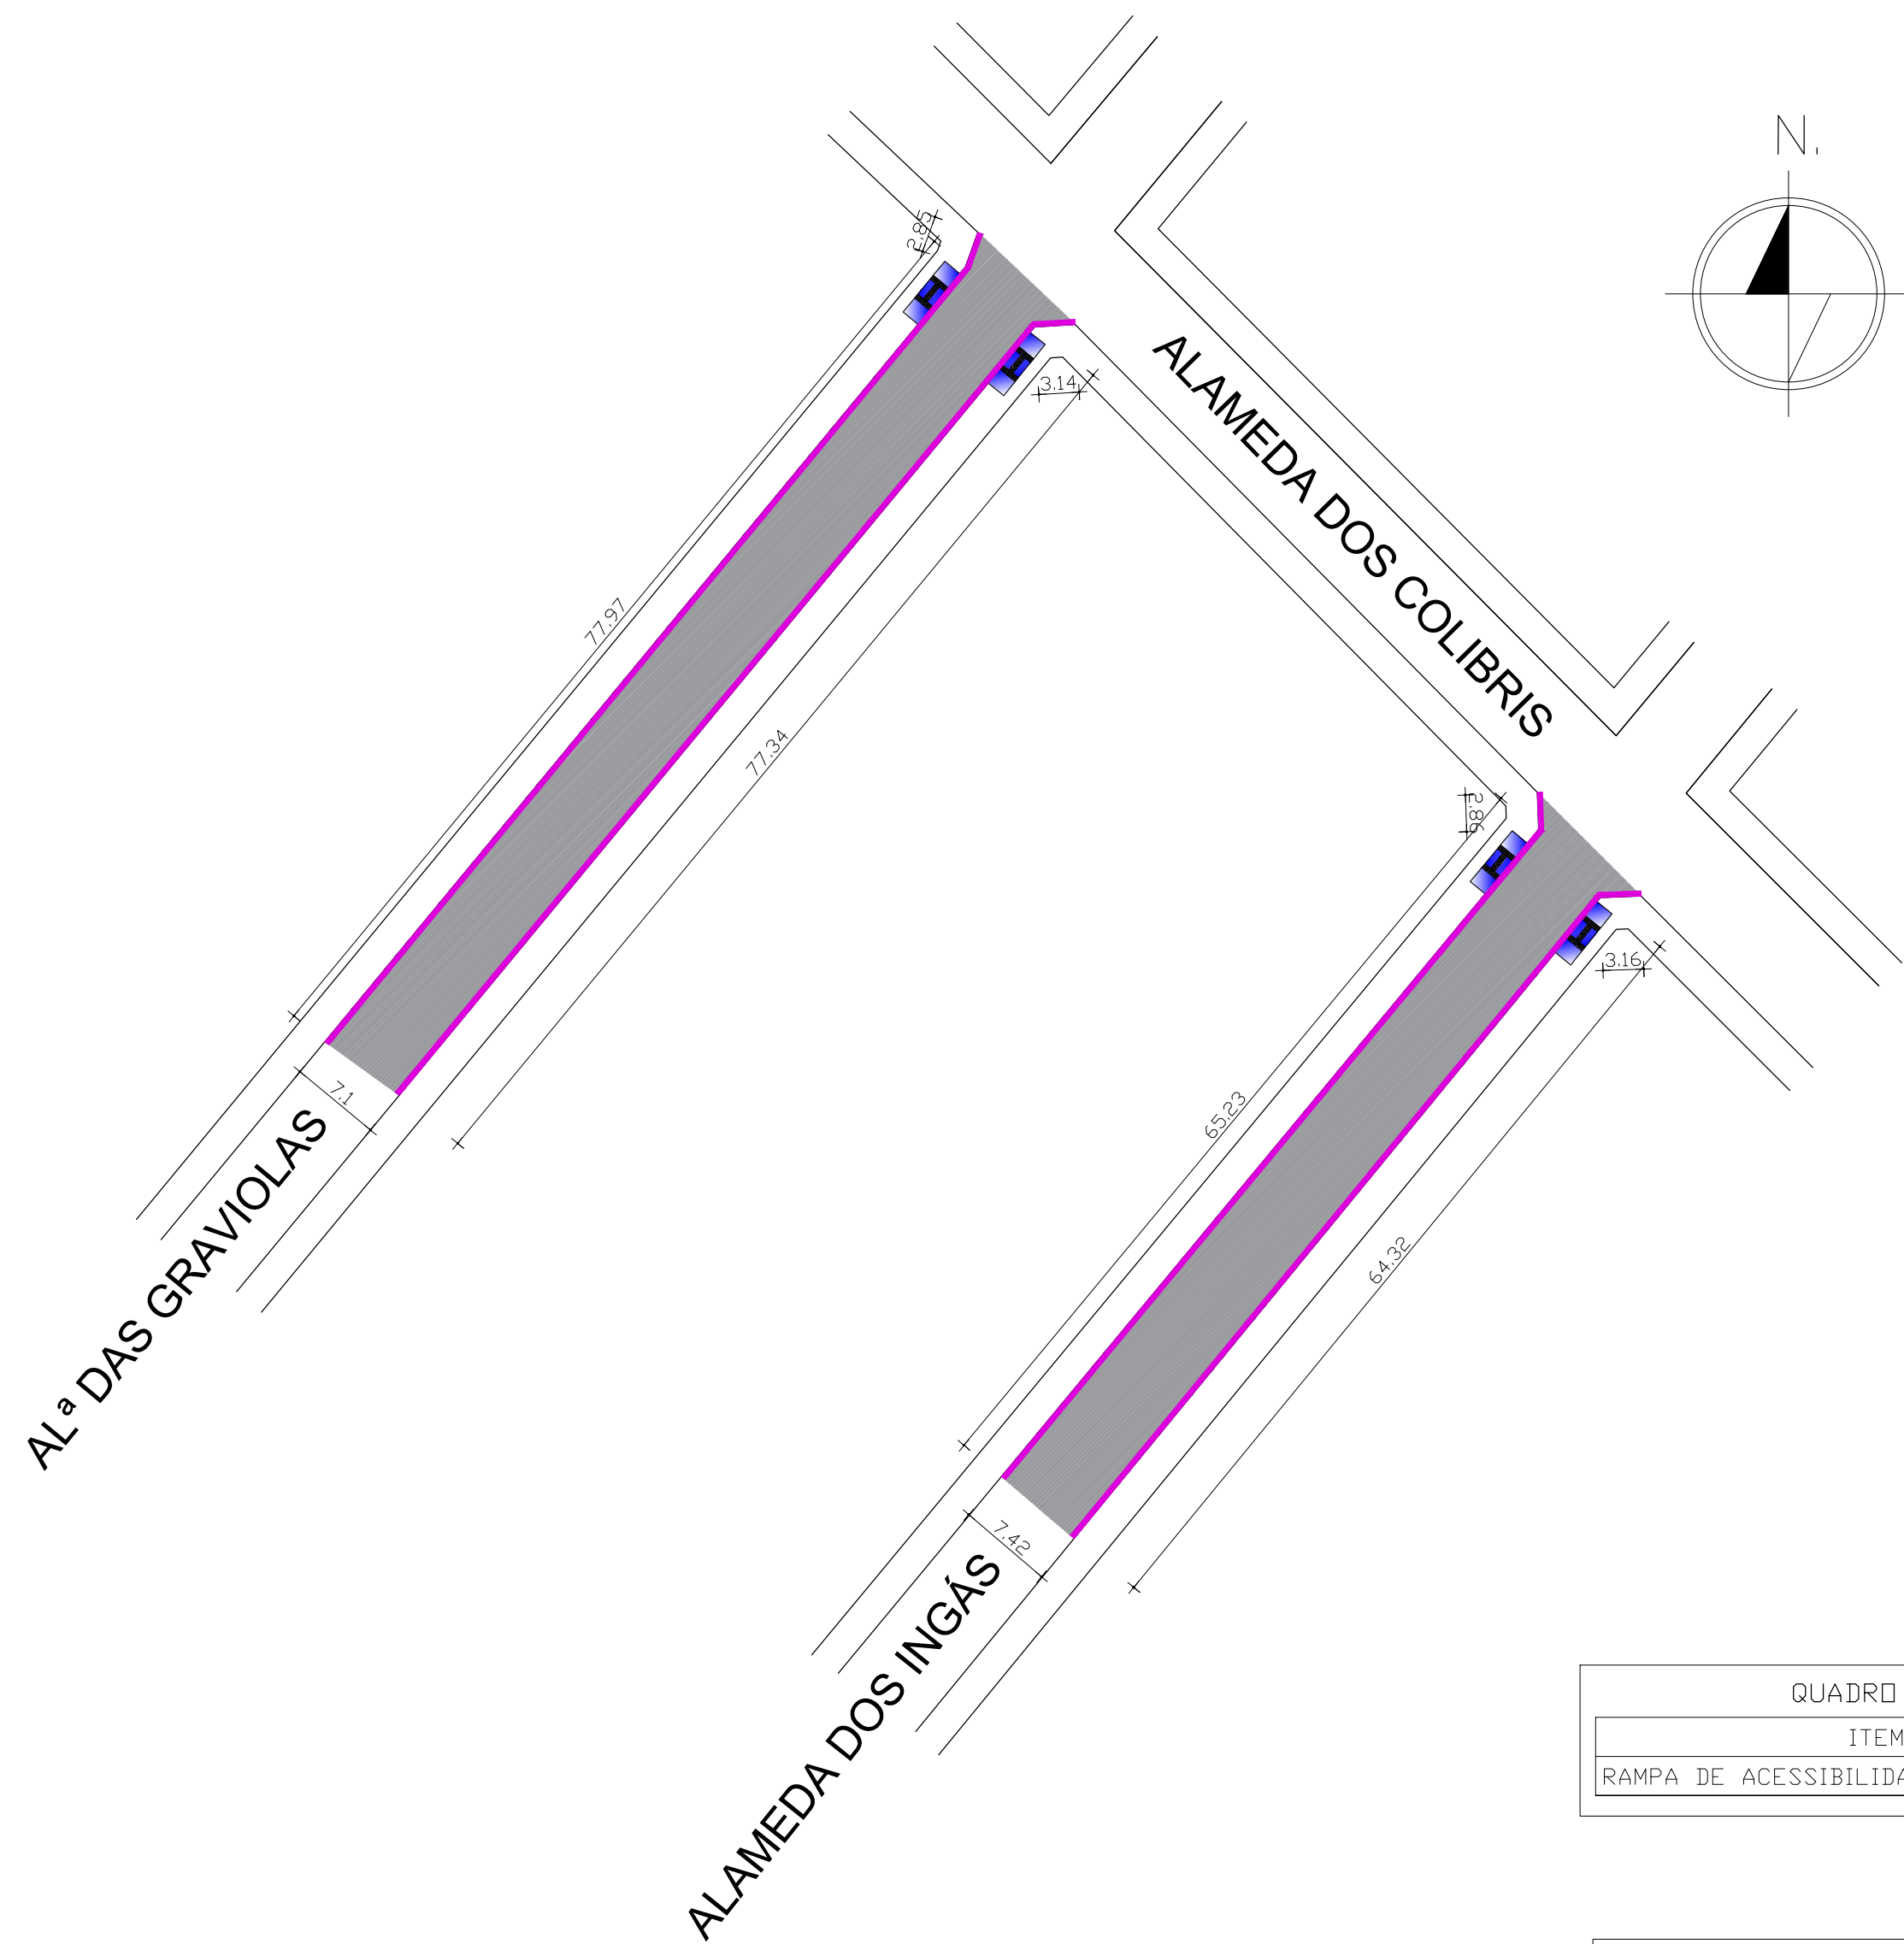 N.
2.85
3.14
ALAMEDA DOS COLIBRIS
77.97
77.34
2.86
3.16
7.1
ALª DAS GRAVIOLAS
65.23
64.32
7.42
ALAMEDA DOS INGÁS
QUADRO
ITEM
RAMPA DE ACESSIBILIDA